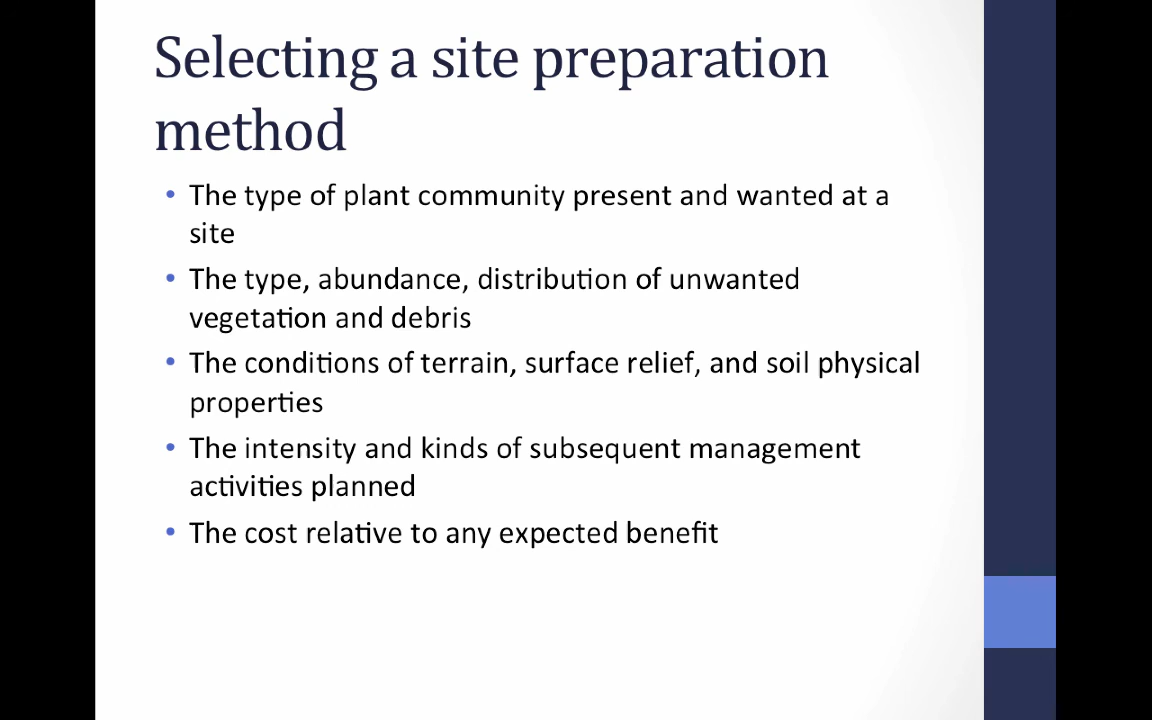 Selecting a site preparation
method
• The type of plant community present and wanted at a
site
• The type, abundance, distribution of unwanted
vegetation and debris
• The conditions of terrain, surface relief, and soil physical
properties
• The intensity and kinds of subsequent management
activities planned
• The cost relative to any expected benefit